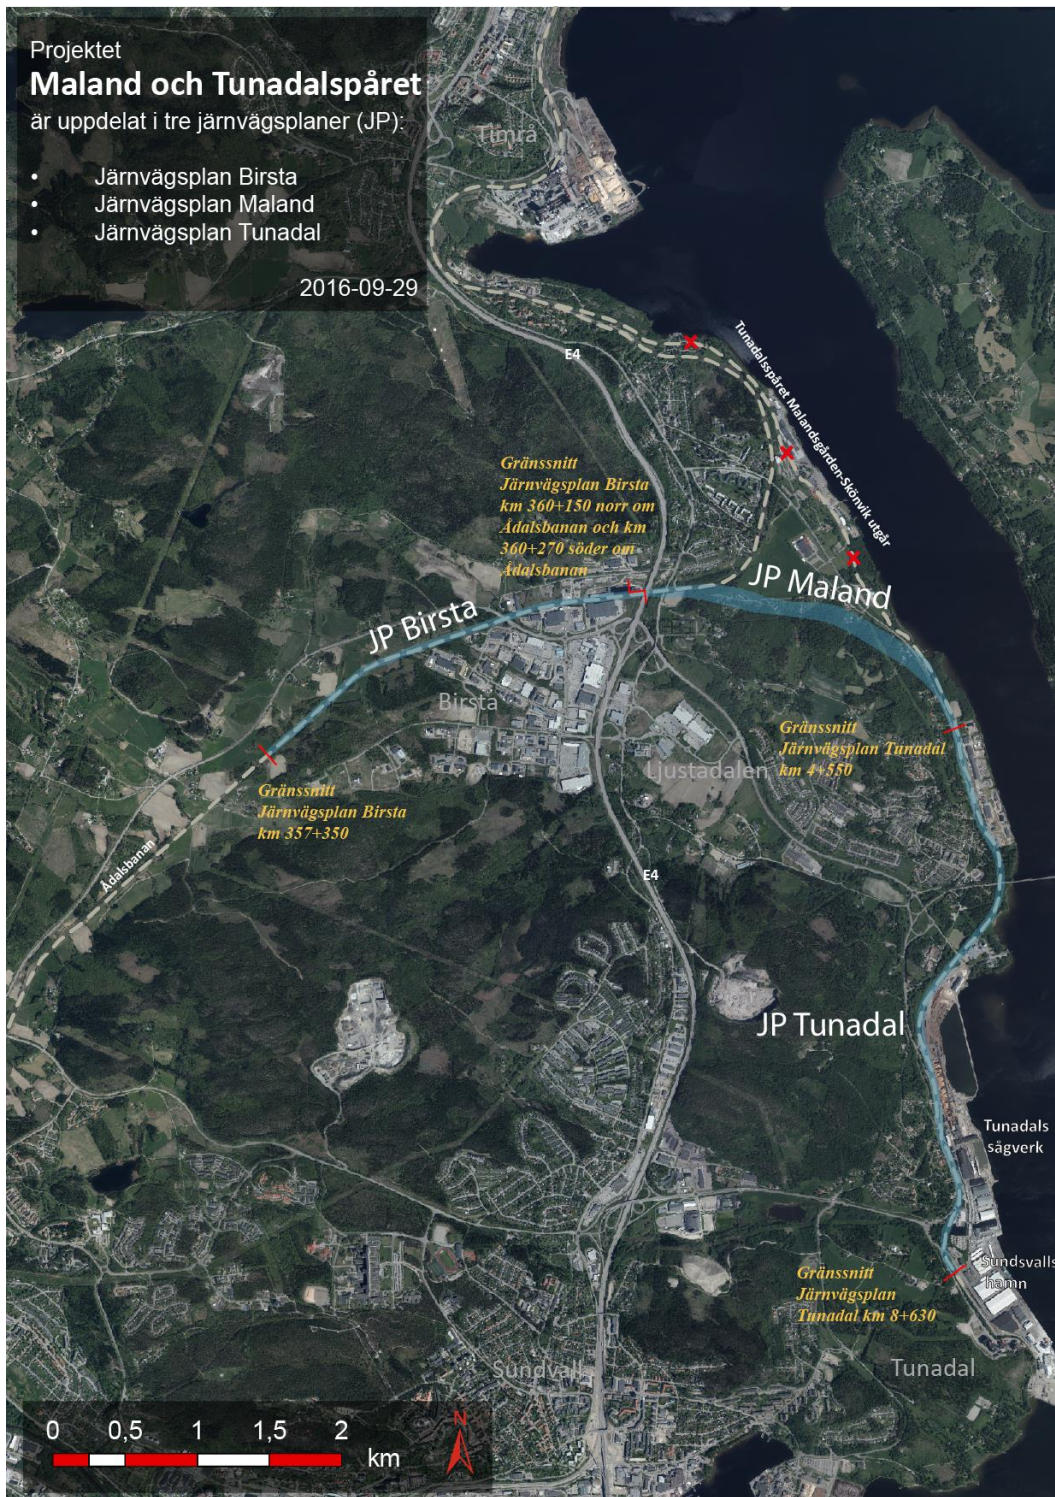 Projektet
Maland och Tunadalspåret
är uppdelat i tre järnvägsplaner (JP):
• Järnvägsplan Birsta
• Järnvägsplan Maland
• Järnvägsplan Tunadal
2016-09-29
Timrå
E4
Tunadalsspåret Malandsgården-Skönvik utgår
Gränssnitt
Järnvägsplan Birsta
km 360+150 norr om
Ådalsbanan och km
360+270 söder om
Ådalsbanan
JP Maland
JP Birsta
Birsta
Gränssnitt
Järnvägsplan Tunadal
km 4+550
Ljustadalen
Gränssnitt
Järnvägsplan Birsta
km 357+350
Ådalsbanan
E4
JP Tunadal
Tunadals
sågverk
Sundsvalls
hamn
Gränssnitt
Järnvägsplan
Tunadal km 8+630
Sundvall
Tunadal
0 0,5 1 1,5 2
km
N